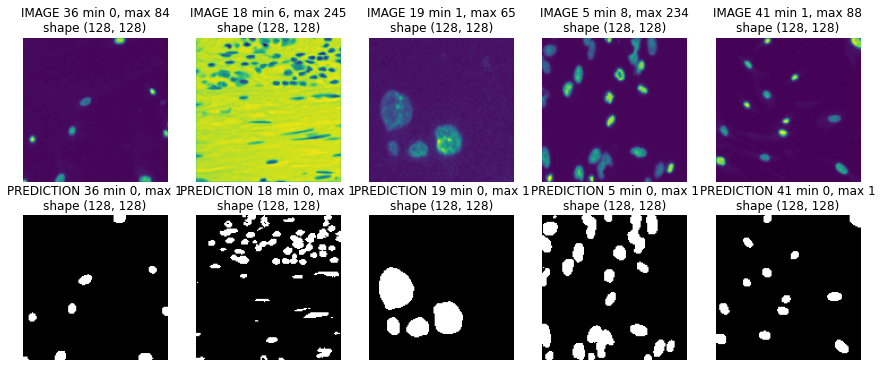 IMAGE 36 min 0, max 84
shape (128, 128)
IMAGE 18 min 6, max 245
shape (128, 128)
IMAGE 19 min 1, max 65
shape (128, 128)
IMAGE 5 min 8, max 234
shape (128, 128)
IMAGE 41 min 1, max 88
shape (128, 128)
PREDICTION 36 min 0, max 1
shape (128, 128)
PREDICTION 18 min 0, max 1
shape (128, 128)
PREDICTION 19 min 0, max 1
shape (128, 128)
PREDICTION 5 min 0, max 1
shape (128, 128)
PREDICTION 41 min 0, max 1
shape (128, 128)